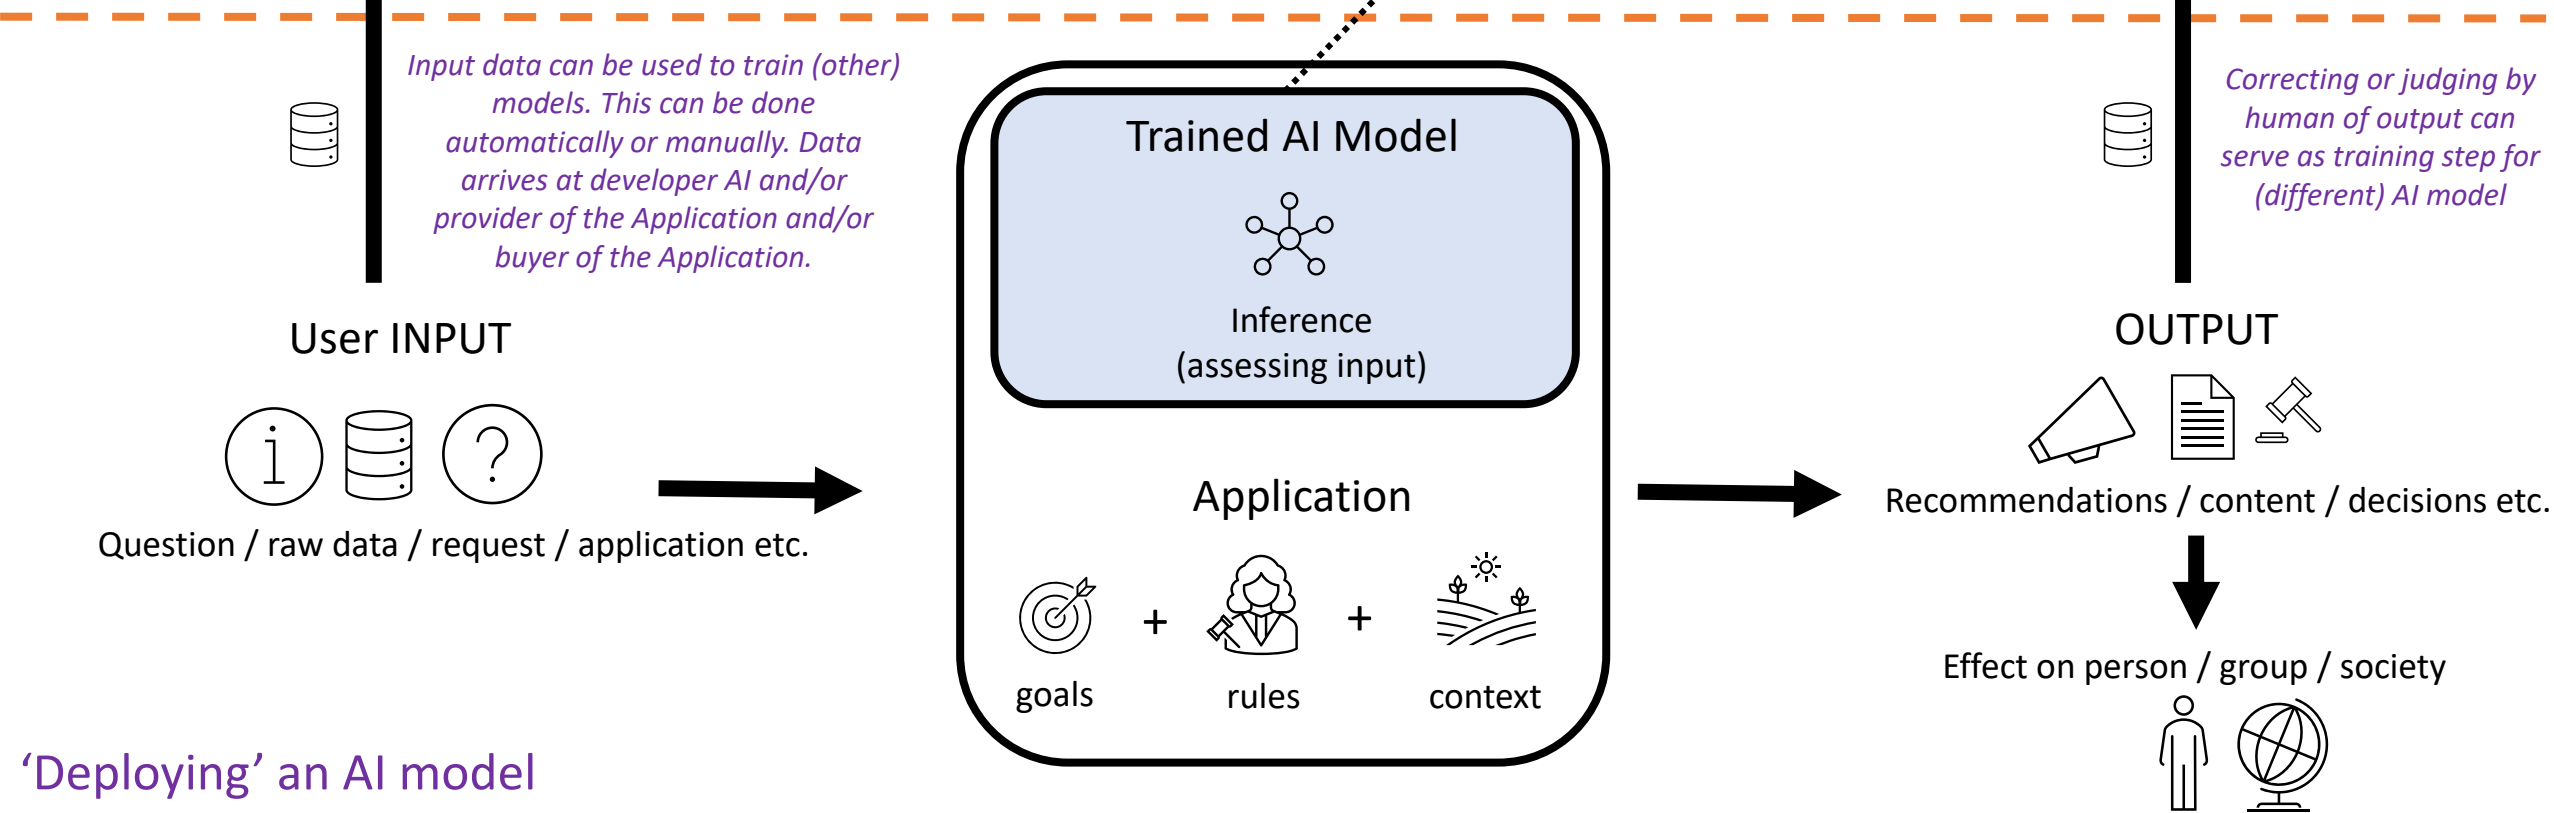 Input data can be used to train (other)
models. This can be done
automatically or manually. Data
arrives at developer AI and/or
provider of the Application and/or
buyer of the Application.
User INPUT
i
?
Question / raw data / request / application etc.
Trained AI Model
Inference
(assessing input)
Application
+
+
goals
rules
context
Correcting or judging by
human of output can
serve as training step for
(different) AI model
OUTPUT
Recommendations / content / decisions etc.
Effect on person / group / society
‘Deploying’ an AI model